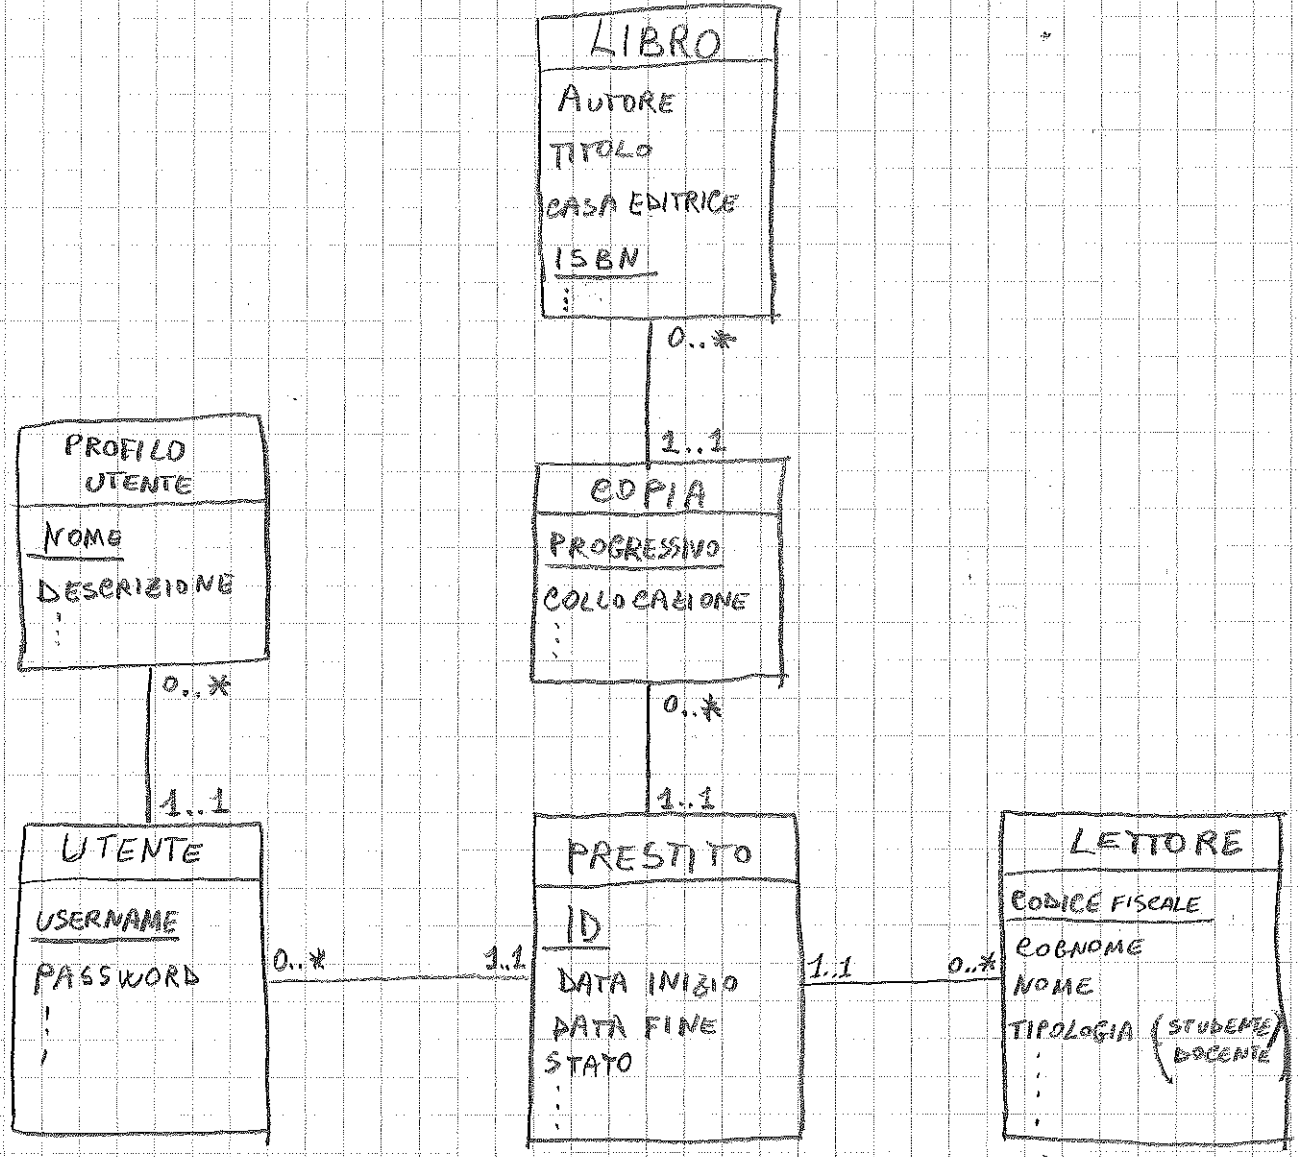 LIBRO
AUTORE
TITOLO
CASA EDITRICE
ISBN
0..*
1..1
PROFILO
UTENTE
NOME
DESCRIZIONE
0..*
1..1
COPIA
PROGRESSIVO
COLLOCAZIONE
0..*
1..1
UTENTE
USERNAME
PASSWORD
0..* 1..1
PRESTITO
ID
DATA INIZIO
DATA FINE
STATO
1..1 0..*
LETTORE
CODICE FISCALE
COGNOME
NOME
TIPOLOGIA (STUDENTE/
DOCENTE